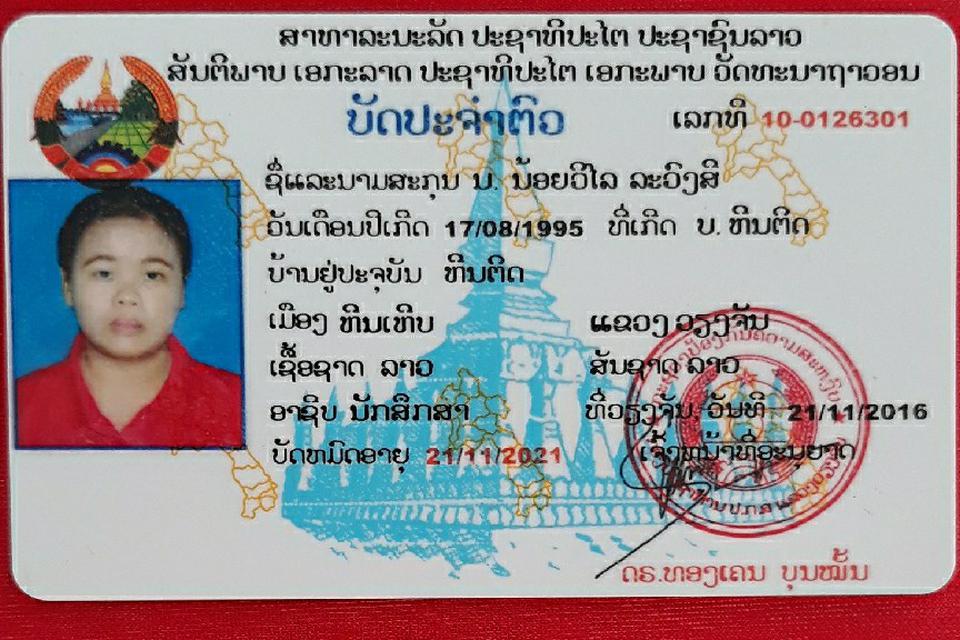 ສາທາລະນະລັດ ປະຊາທິປະໄຕ ປະຊາຊົນລາວ
ສັນຕິພາບ ເອກະລາດ ປະຊາທິປະໄຕ ເອກະພາບ ວັດທະນາຖາວອນ
ບັດປະຈຳຕົວ ເລກທີ 10-0126301
ຊື່ແລະນາມສະກຸນ ນ. ນ້ອຍວິໄລ ລະວົງສີ
ວັນເດືອນປີເກີດ 17/08/1995 ທີ່ເກີດ ບ. ຫີນຕິດ
ບ້ານຢູ່ປະຈຸບັນ ຫີນຕິດ
ເມືອງ ຫີນເຫີບ ແຂວງ ວຽງຈັນ
ເຊື້ອຊາດ ລາວ ສັນຊາດ ລາວ
ອາຊີບ ນັກສຶກສາ ທີ່ວຽງຈັນ ວັນທີ 21/11/2016
ບັດຫມົດອາຍຸ 21/11/2021 ເຈົ້າຫນ້າທີ່ອະນຸຍາດ
ດຣ.ທອງເຄນ ບຸນໝັ້ນ